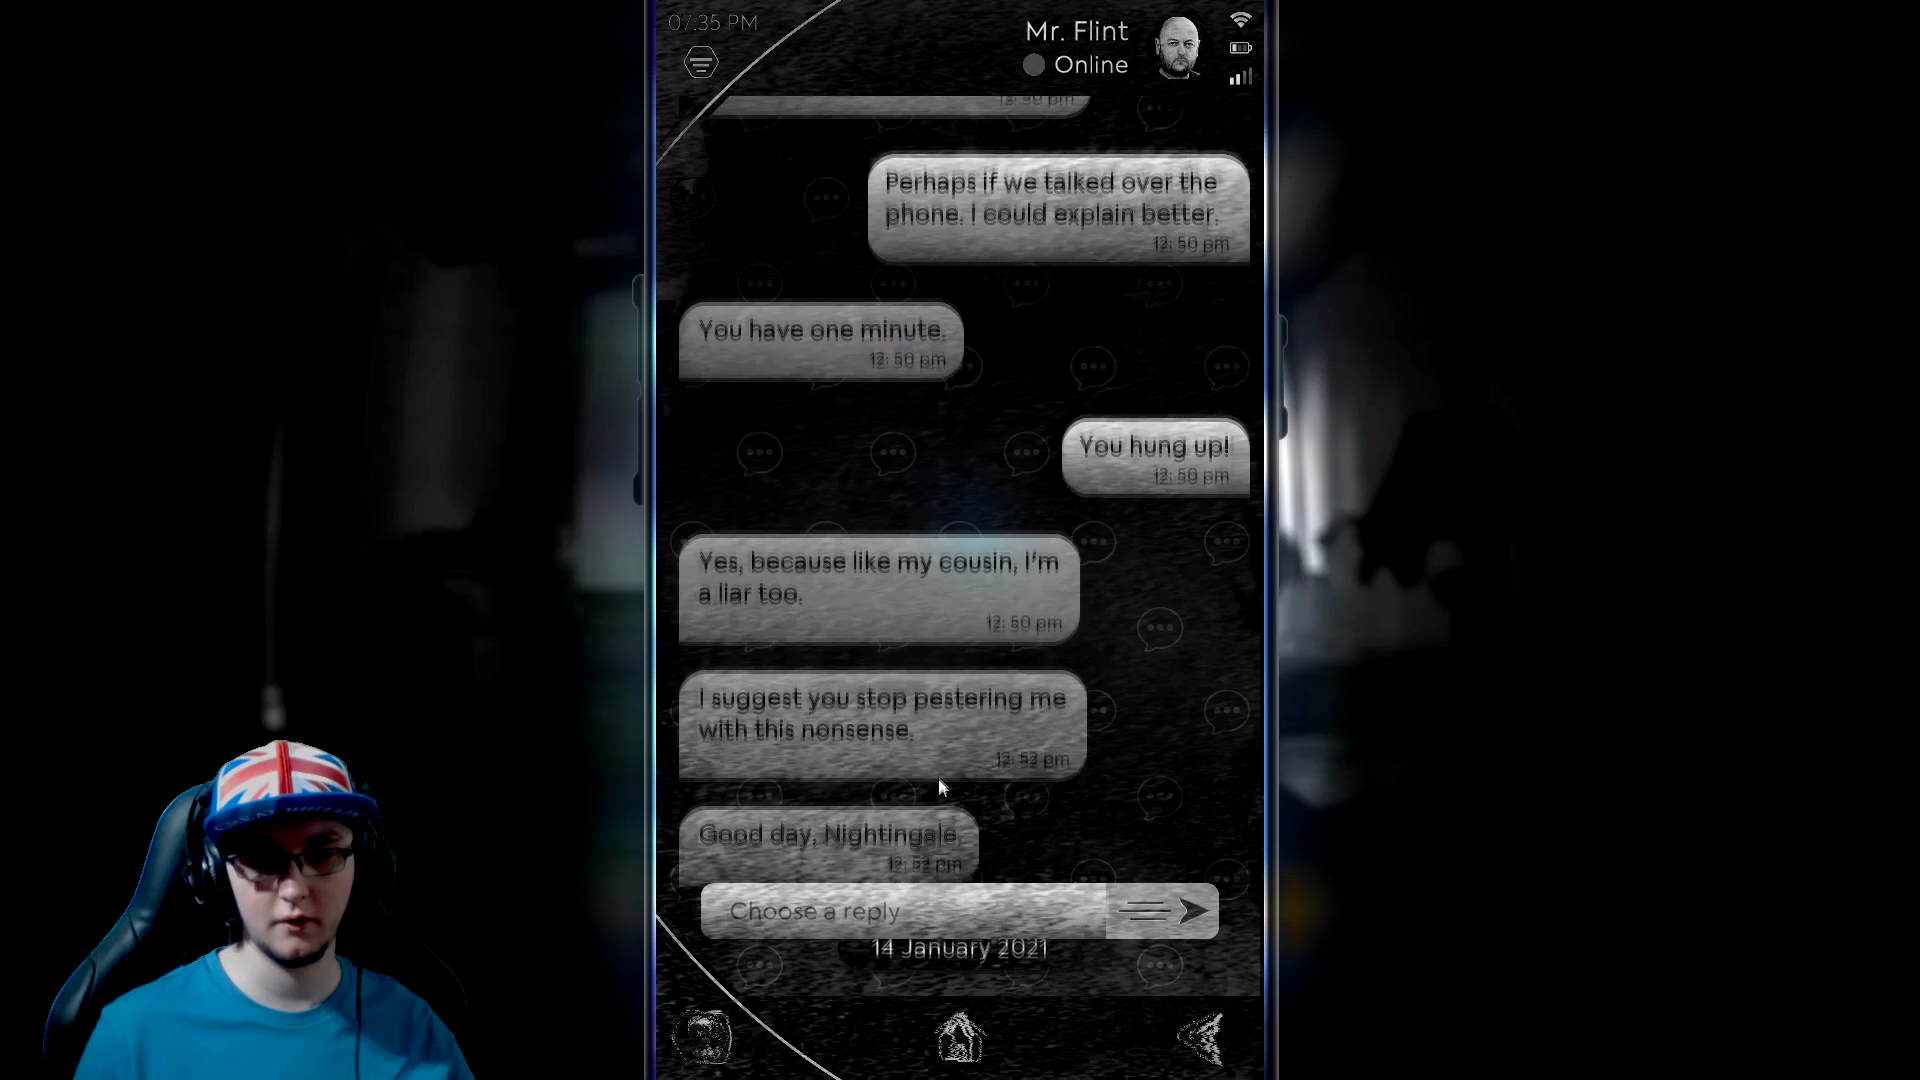 07:35 PM
Mr. Flint
Online
Perhaps if we talked over the
phone. I could explain better.
12:50 pm
You have one minute.
12:50 pm
You hung up!
12:50 pm
Yes, because like my cousin, I'm
a liar too.
12:50 pm
I suggest you stop pestering me
with this nonsense.
12:52 pm
Good day, Nightingale.
12:52 pm
Choose a reply
14 January 2021